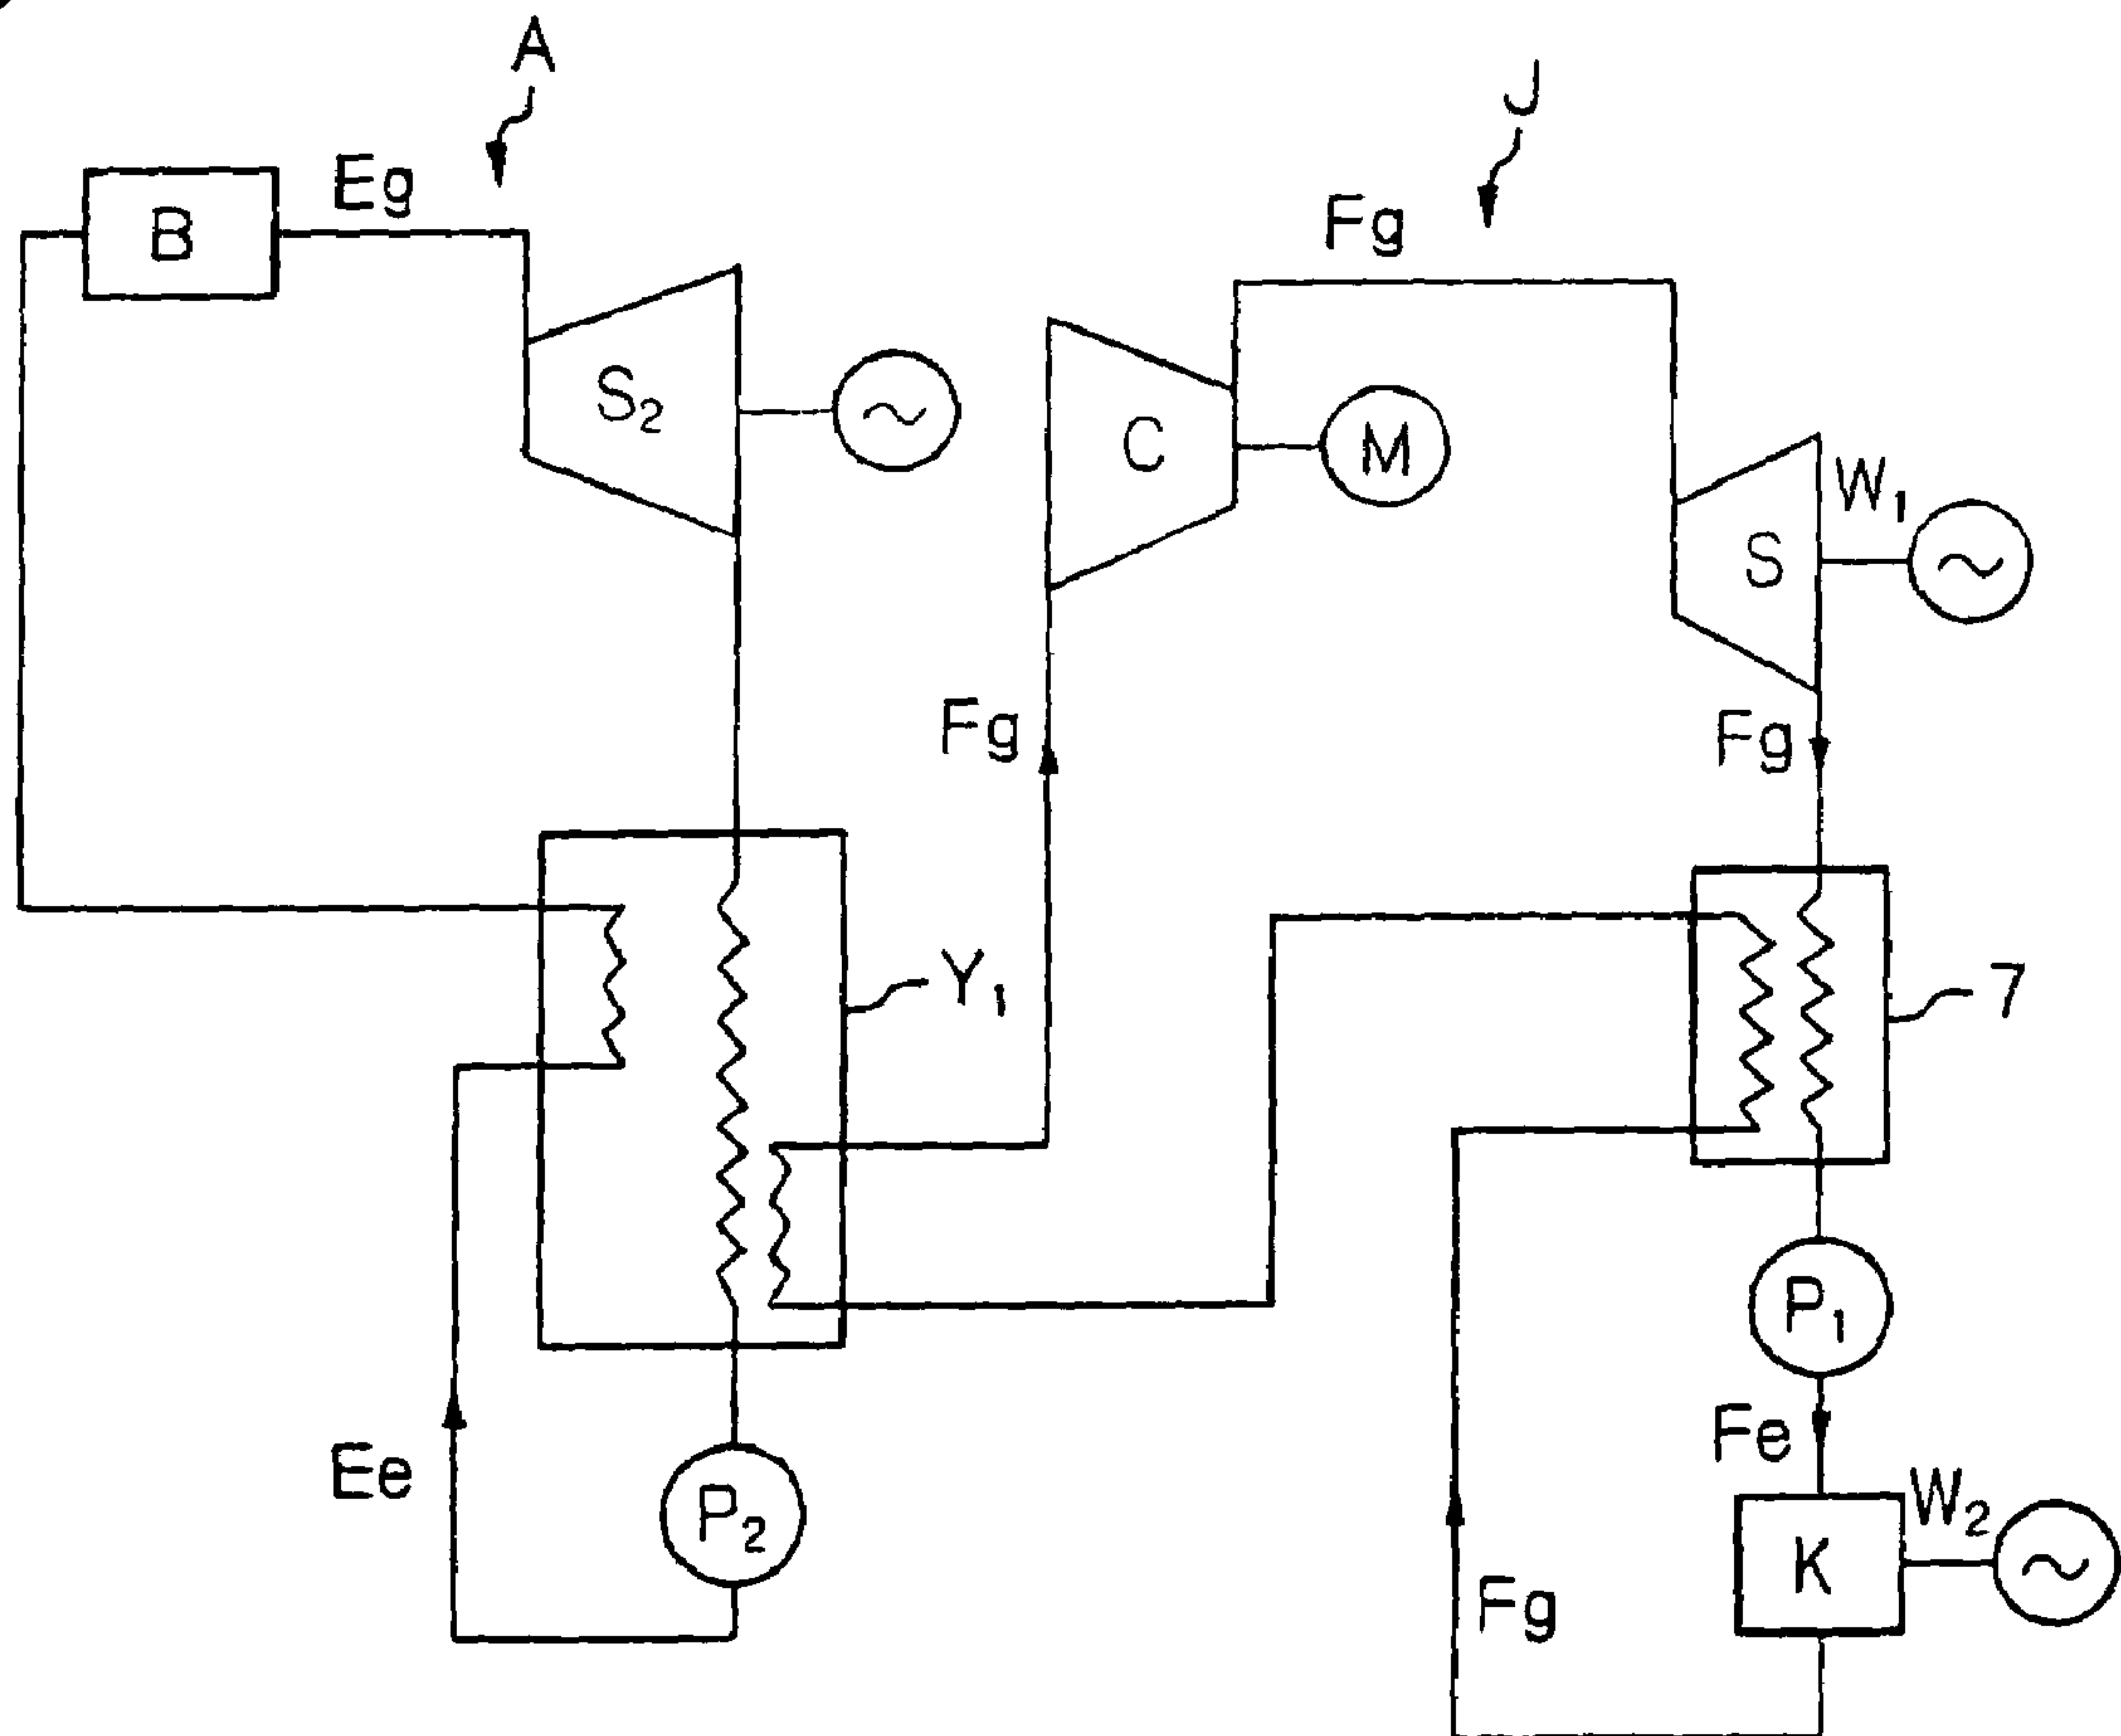 A
J
B
Eg
Fg
S₂
~
C
M
W₁
S
~
Fg
Fg
Y₁
7
P₁
Ee
Fe
P₂
W₂
K
~
Fg